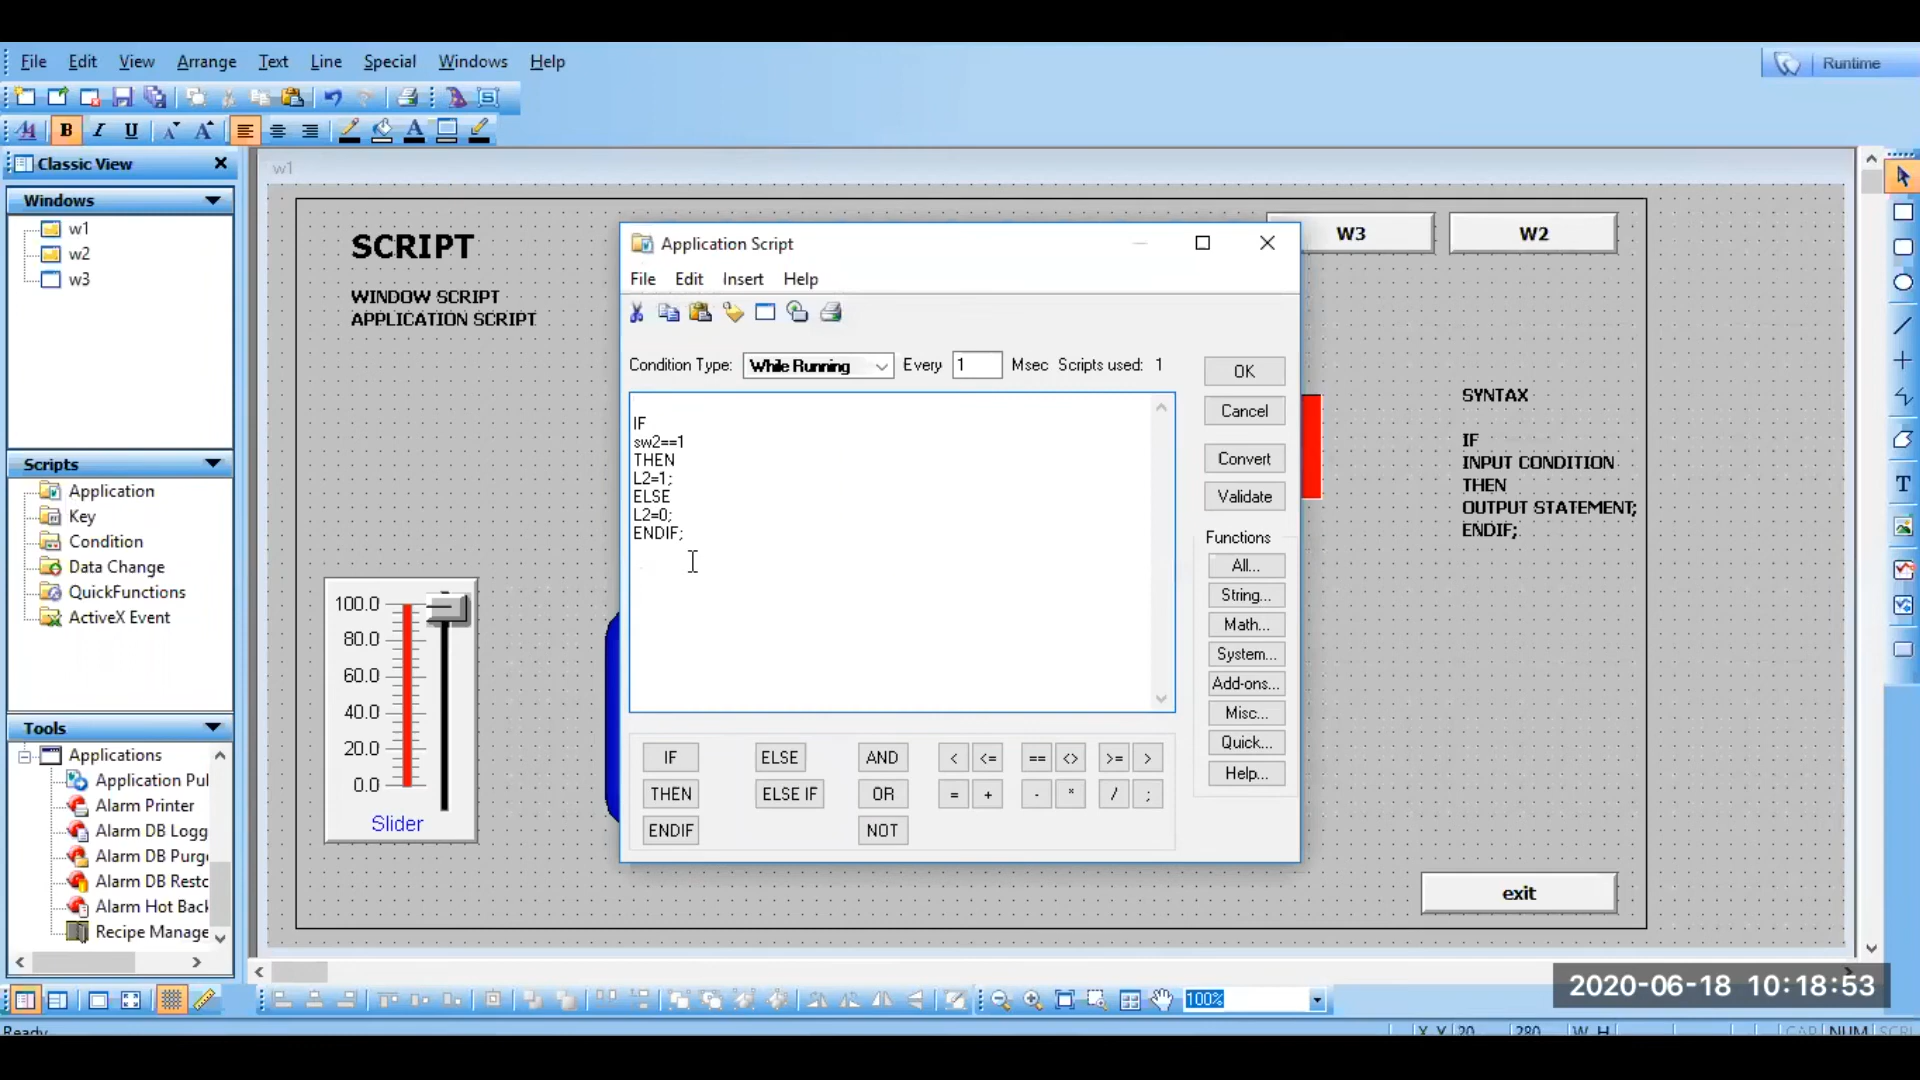 File Edit View Arrange Text Line Special Windows Help
Runtime
B I U
Classic View
Windows
w1
w2
w3
Scripts
Application
Key
Condition
Data Change
QuickFunctions
ActiveX Event
Tools
Applications
Application Pul
Alarm Printer
Alarm DB Logg
Alarm DB Purg
Alarm DB Restc
Alarm Hot Back
Recipe Manage
w1
SCRIPT
WINDOW SCRIPT
APPLICATION SCRIPT
100.0
80.0
60.0
40.0
20.0
0.0
Slider
Application Script
File Edit Insert Help
Condition Type: While Running Every 1 Msec Scripts used: 1
IF
sw2==1
THEN
L2=1;
ELSE
L2=0;
ENDIF;
OK
Cancel
Convert
Validate
Functions
All...
String...
Math...
System...
Add-ons...
Misc...
Quick...
Help...
IF ELSE AND < <= == <> >= >
THEN ELSE IF OR = + - * / ;
ENDIF NOT
W3 W2
SYNTAX
IF
INPUT CONDITION
THEN
OUTPUT STATEMENT;
ENDIF;
exit
2020-06-18 10:18:53
100%
Ready
X, Y 20 280 W, H CAP NUM SCRL